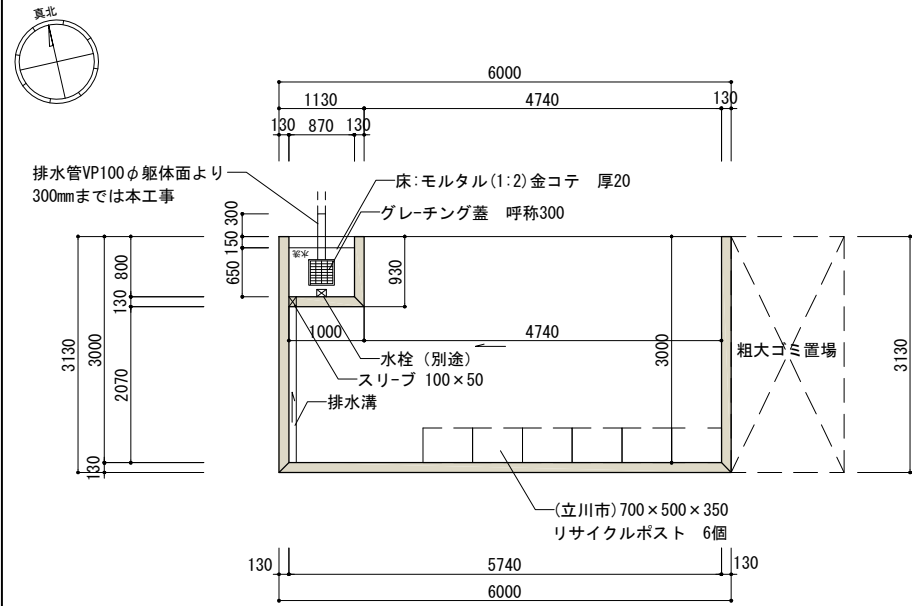 真北
6000
1130
4740
130
130
870
130
排水管VP100φ躯体面より
300mmまでは本工事
床:モルタル(1:2)金コテ 厚20
グレーチング蓋 呼称300
300
150
650
水洗
930
800
130
3130
3000
2070
130
1000
4740
3000
3130
粗大ゴミ置場
水栓(別途)
スリーブ 100×50
排水溝
(立川市)700×500×350
リサイクルポスト 6個
130
5740
130
6000